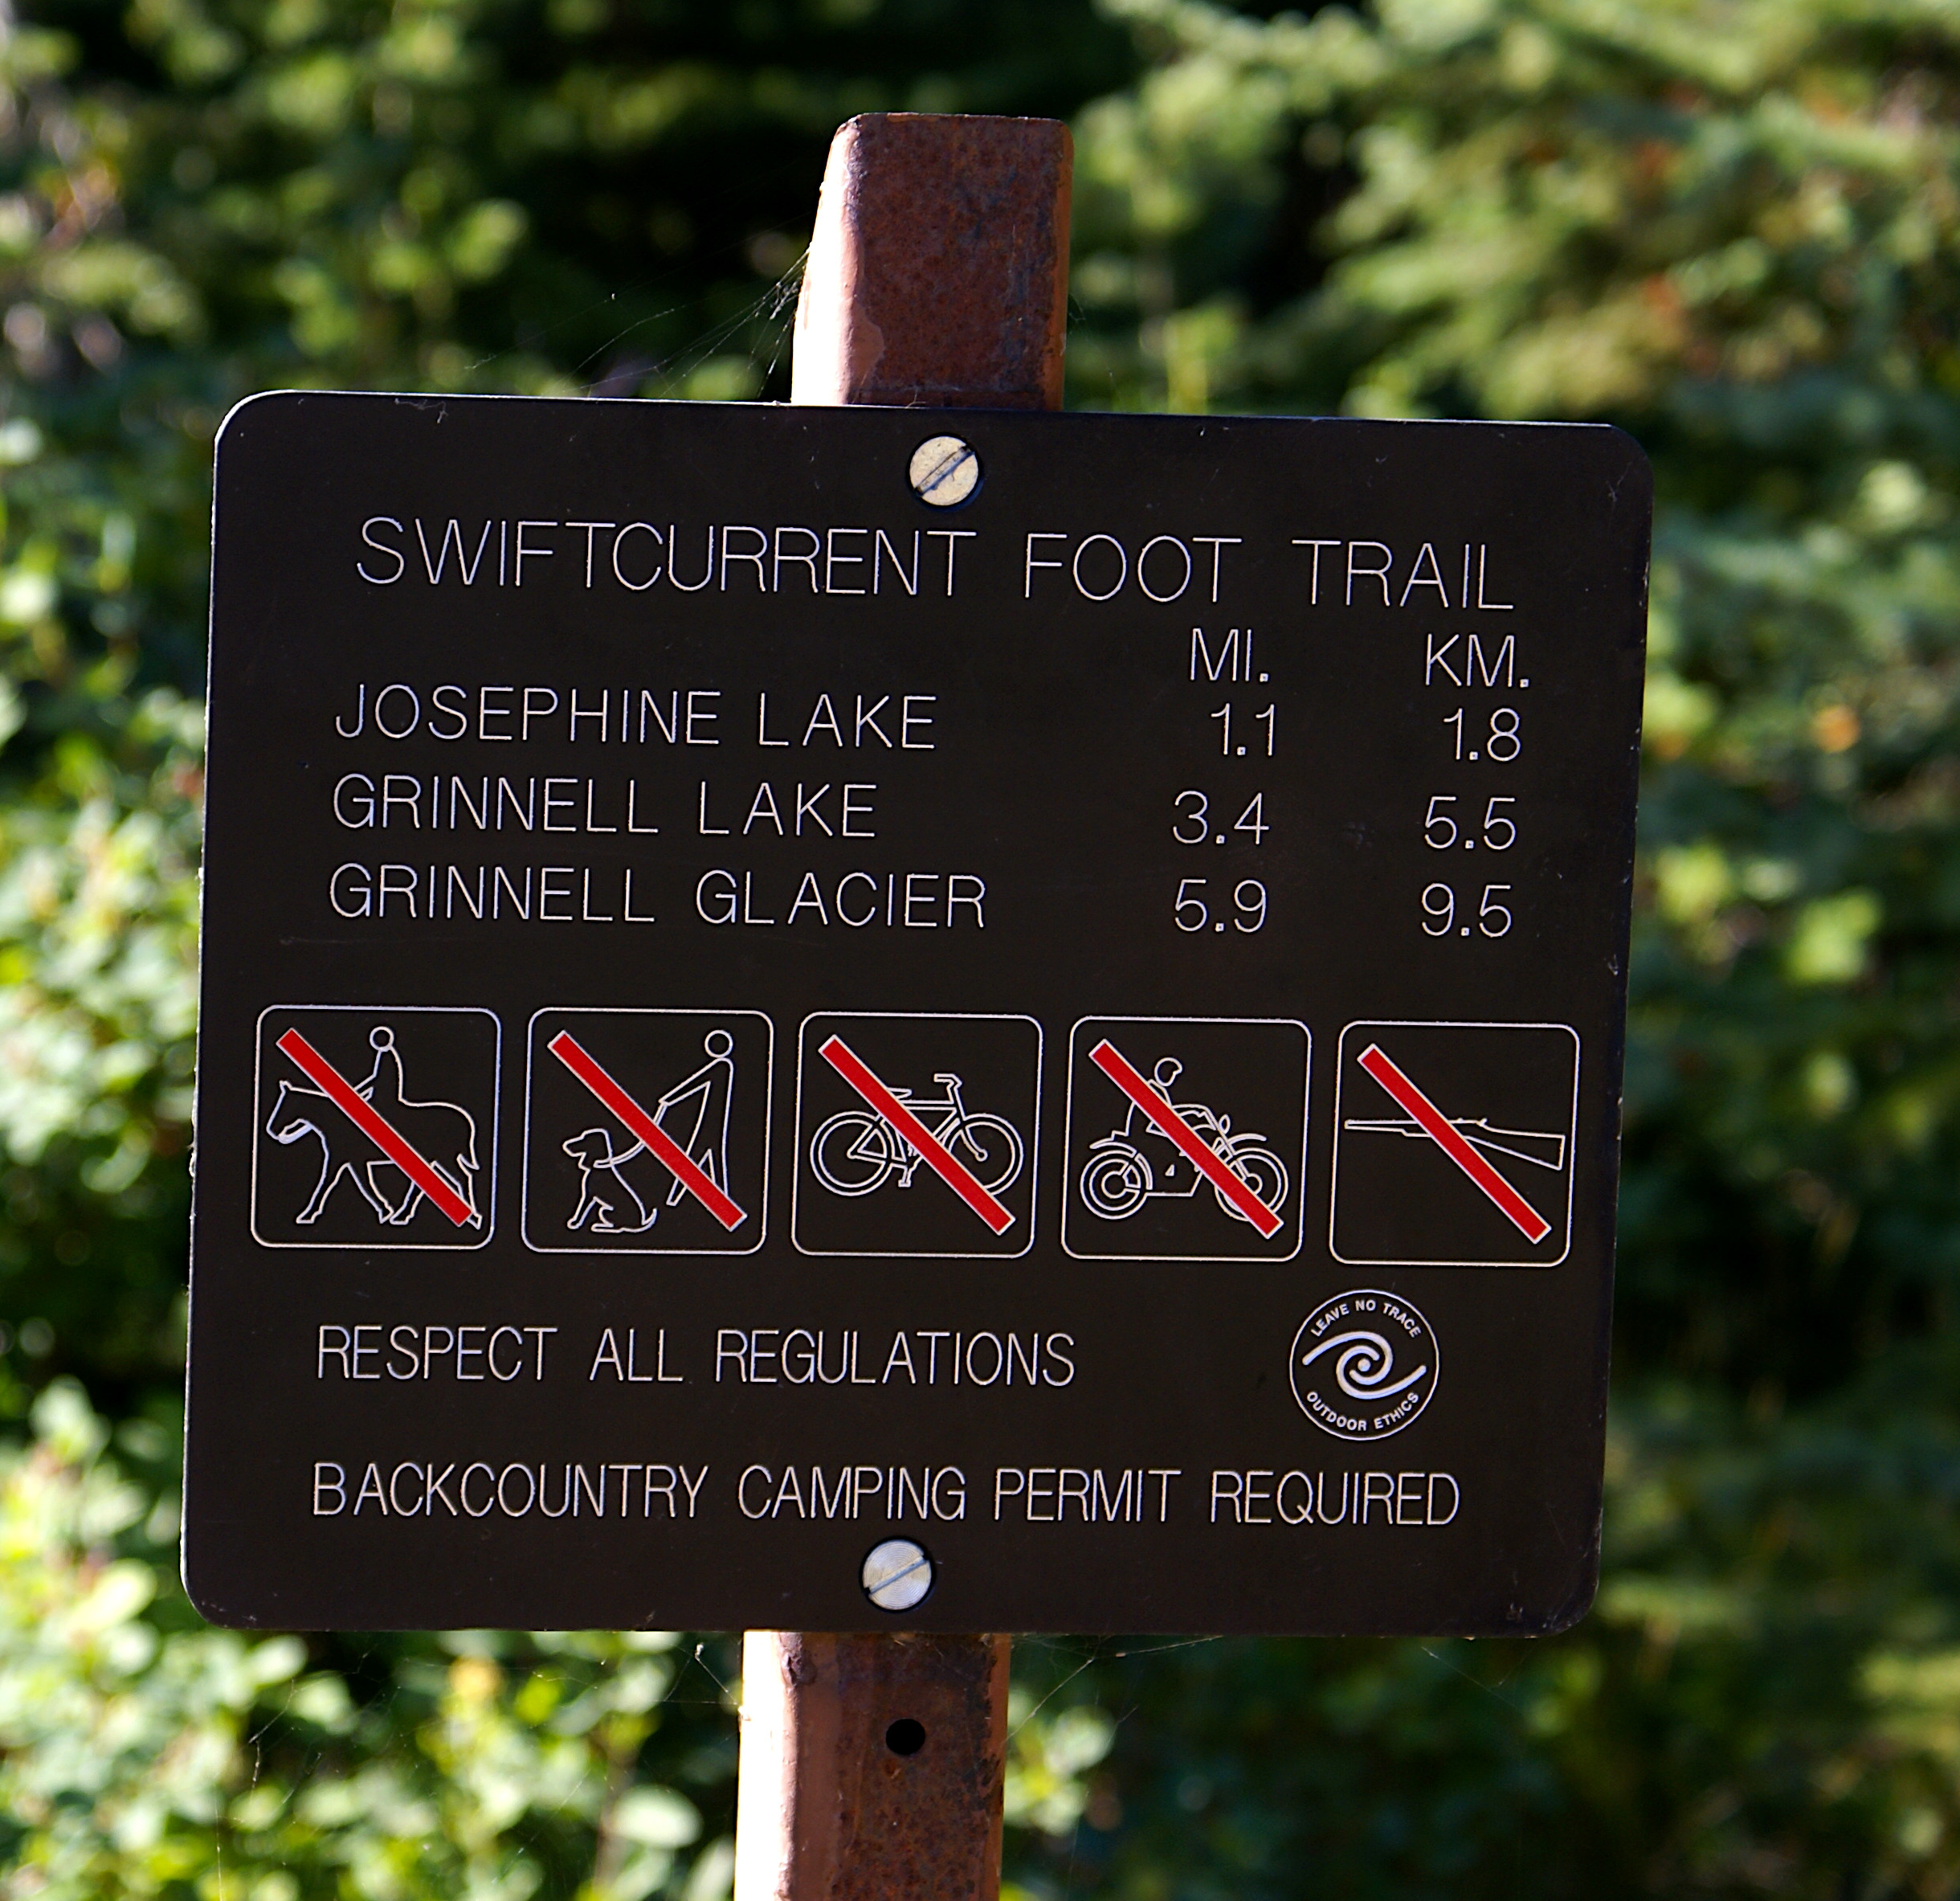 SWIFTCURRENT FOOT TRAIL
MI. KM.
JOSEPHINE LAKE 1.1 1.8
GRINNELL LAKE 3.4 5.5
GRINNELL GLACIER 5.9 9.5
RESPECT ALL REGULATIONS
LEAVE NO TRACE
OUTDOOR ETHICS
BACKCOUNTRY CAMPING PERMIT REQUIRED